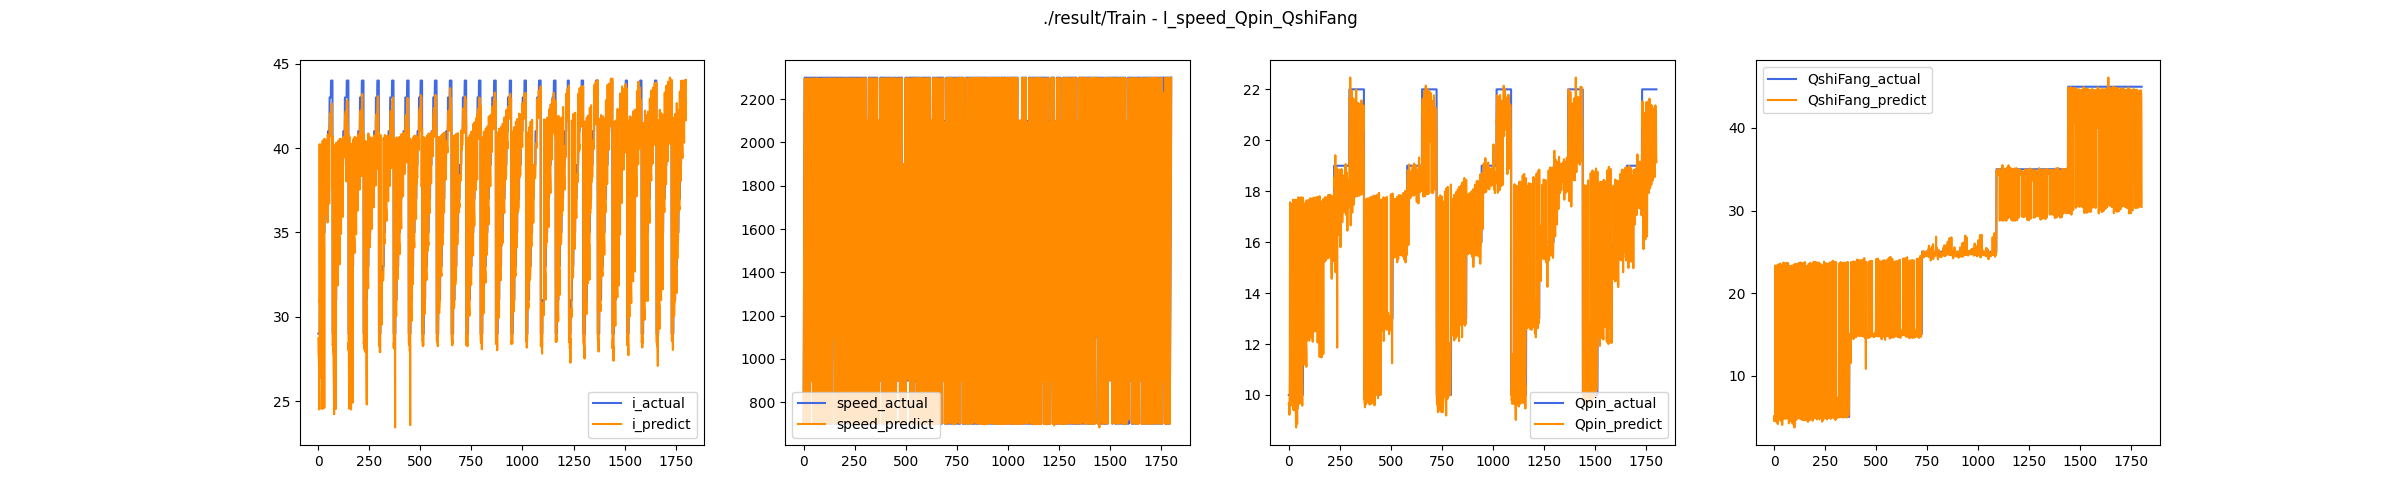 ./result/Train - I_speed_Qpin_QshiFang
45
40
35
30
25
0 250 500 750 1000 1250 1500 1750
i_actual
i_predict
2200
2000
1800
1600
1400
1200
1000
800
0 250 500 750 1000 1250 1500 1750
speed_actual
speed_predict
22
20
18
16
14
12
10
0 250 500 750 1000 1250 1500 1750
Qpin_actual
Qpin_predict
QshiFang_actual
QshiFang_predict
40
30
20
10
0 250 500 750 1000 1250 1500 1750